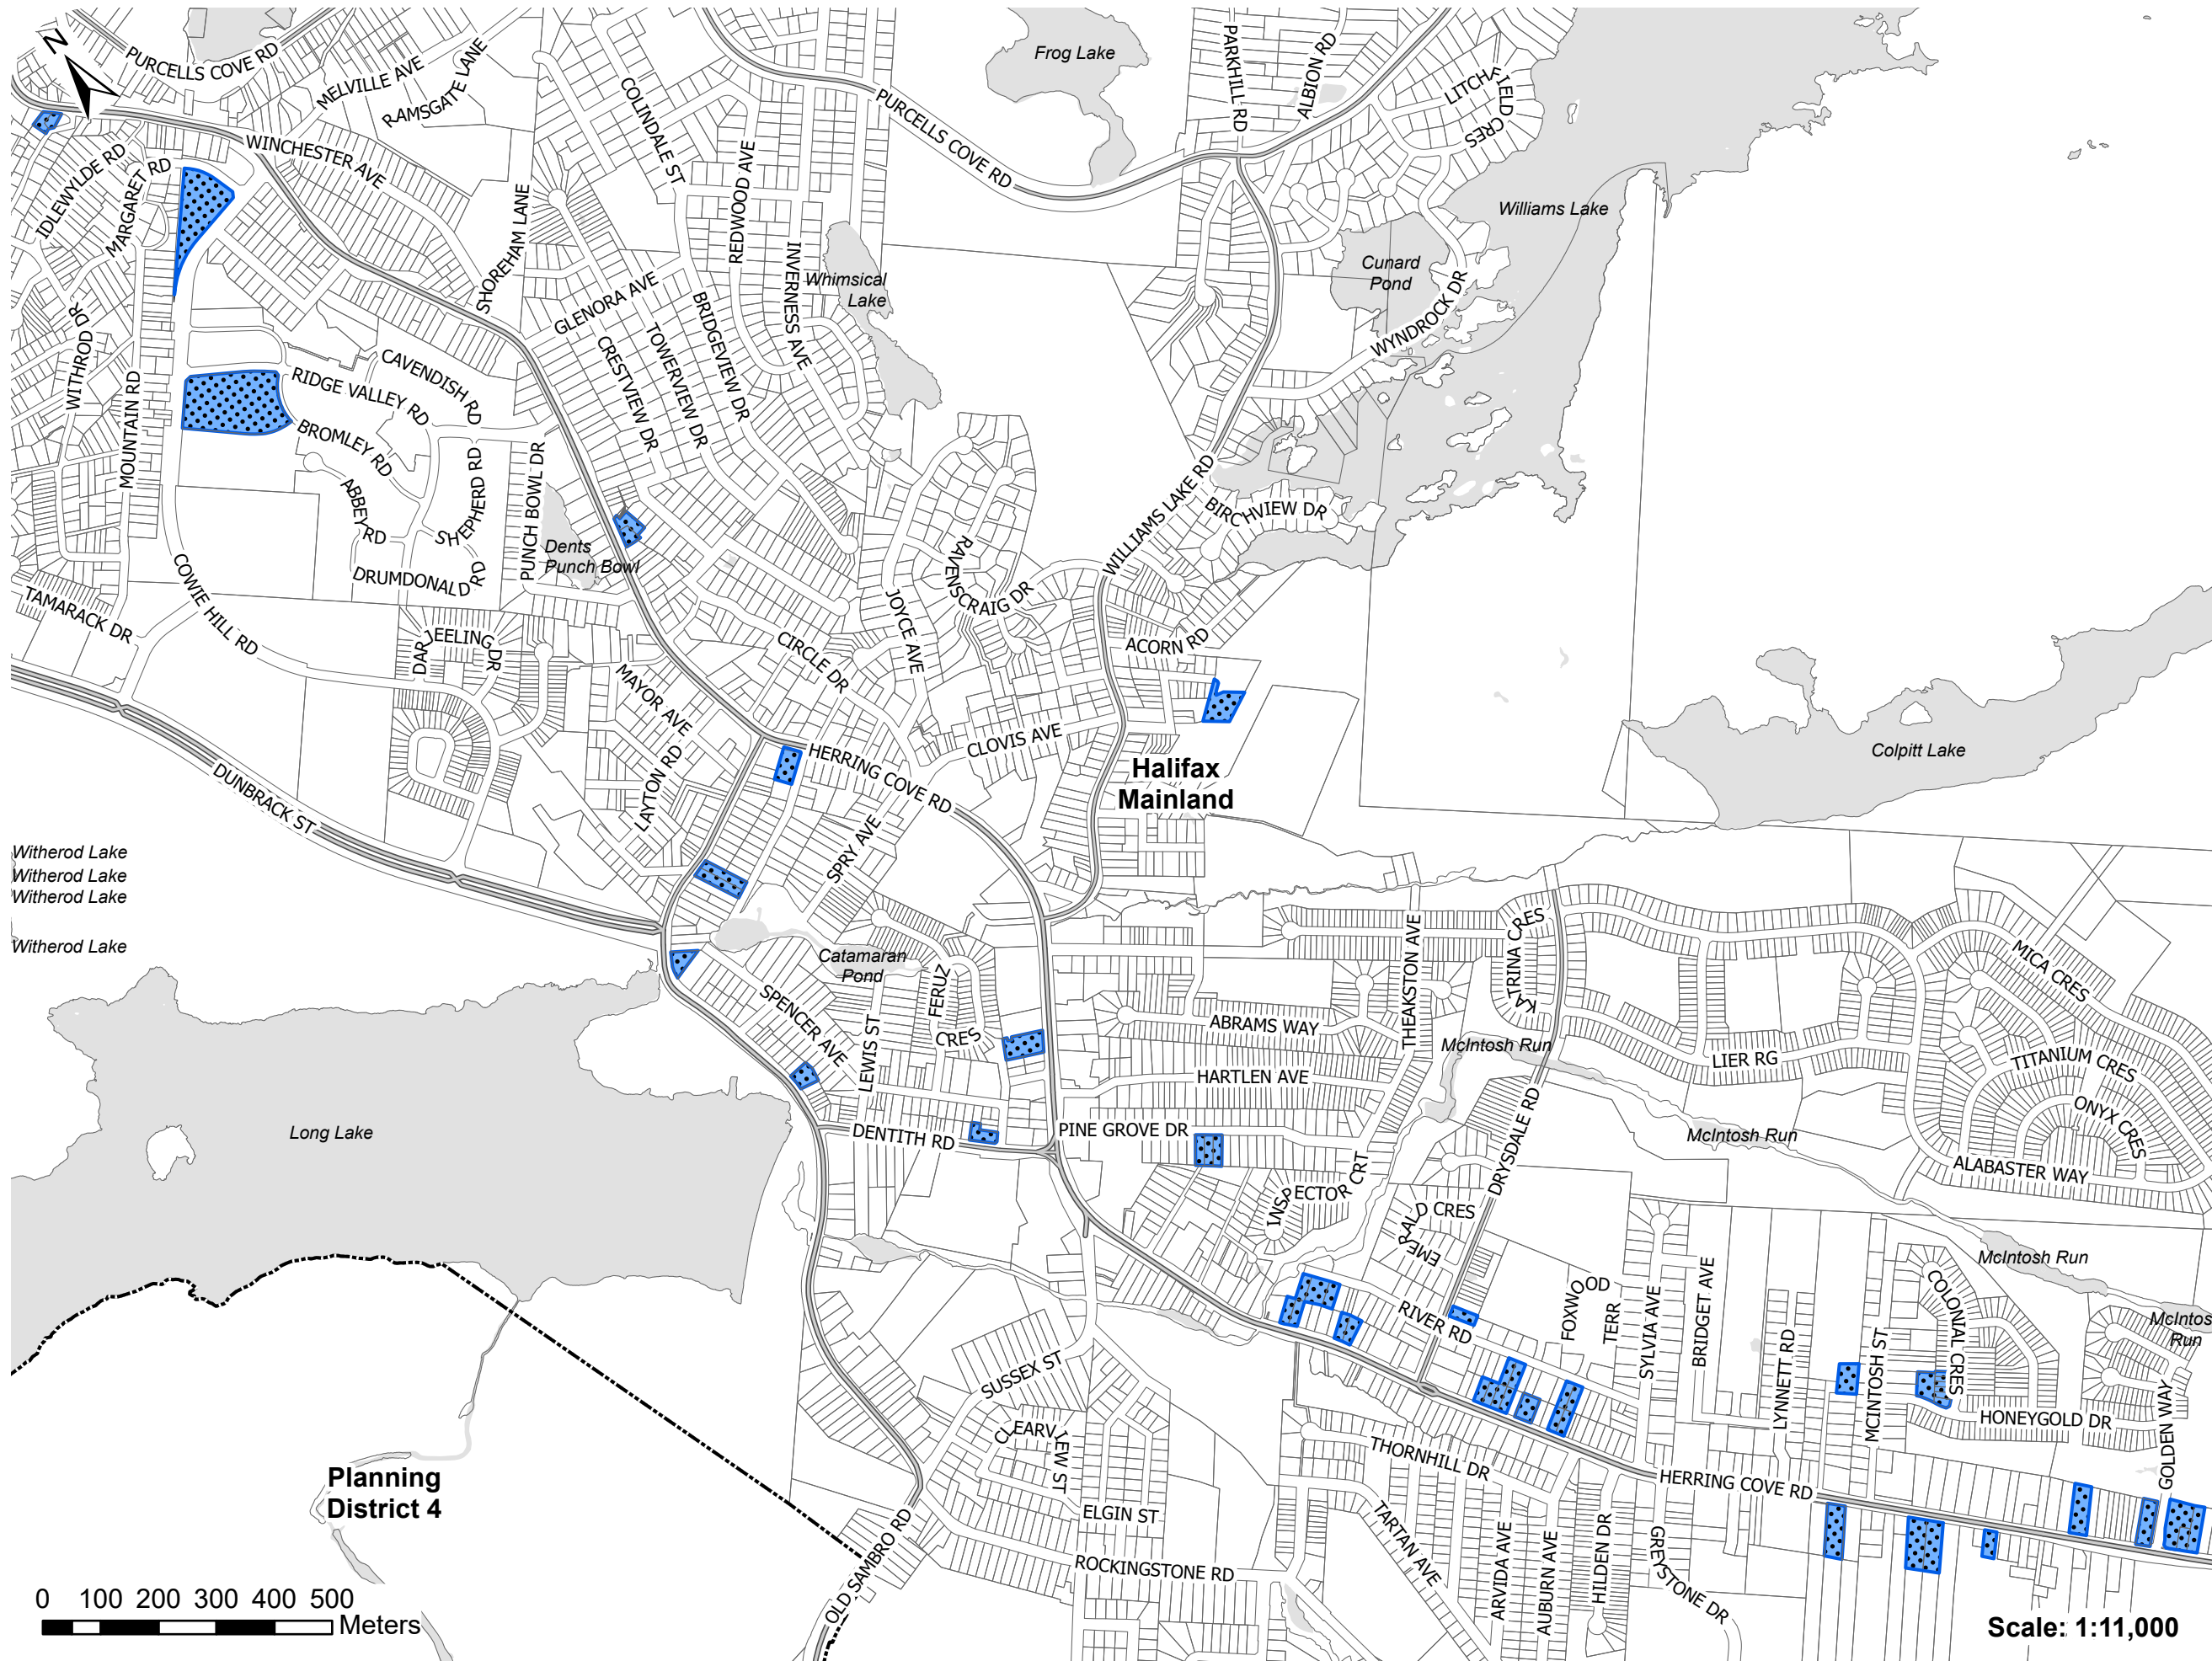 N
PURCELLS COVE RD
MELVILLE AVE
RAMSGATE LANE
WINCHESTER AVE
IDLEWYLDE RD
MARGARET RD
SHOREHAM LANE
COLINDALE ST
REDWOOD AVE
INVERNESS AVE
PURCELLS COVE RD
Frog Lake
PARKHILL RD
ALBION RD
LITCHFIELD CRES
Williams Lake
Cunard
Pond
WYNDROCK DR
Whimsical
Lake
GLENORA AVE
CRESTVIEW DR
TOWERVIEW DR
BRIDGEVIEW DR
WITHROD DR
MOUNTAIN RD
CAVENDISH RD
RIDGE VALLEY RD
BROMLEY RD
ABBEY RD
SHEPHERD RD
PUNCH BOWL DR
DRUMDONALD RD
Dents
Punch Bowl
COWIE HILL RD
TAMARACK DR
DARJEELING DR
MAYOR AVE
LAYTON RD
CIRCLE DR
JOYCE AVE
RAVENSCRAIG DR
WILLIAMS LAKE RD
BIRCHVIEW DR
ACORN RD
CLOVIS AVE
HERRING COVE RD
Halifax
Mainland
Colpitt Lake
DUNBRACK ST
SPRY AVE
Witherod Lake
Witherod Lake
Witherod Lake
Witherod Lake
Catamaran
Pond
SPENCER AVE
LEWIS ST
FERUZ CRES
DENTITH RD
Long Lake
ABRAMS WAY
HARTLEN AVE
PINE GROVE DR
INSPECTOR CRT
THEAKSTON AVE
KATRINA CRES
McIntosh Run
DRYSDALE RD
EMERALD CRES
LIER RG
McIntosh Run
MICA CRES
TITANIUM CRES
ONYX CRES
ALABASTER WAY
McIntosh Run
McIntos
Run
RIVER RD
FOXWOOD TERR
SYLVIA AVE
BRIDGET AVE
LYNNETT RD
MCINTOSH ST
COLONIAL CRES
HONEYGOLD DR
GOLDEN WAY
HERRING COVE RD
SUSSEX ST
CLEARVIEW ST
ELGIN ST
ROCKINGSTONE RD
OLD SAMBRO RD
THORNHILL DR
TARTAN AVE
ARVIDA AVE
AUBURN AVE
HILDEN DR
GREYSTONE DR
Planning
District 4
0 100 200 300 400 500
Meters
Scale: 1:11,000